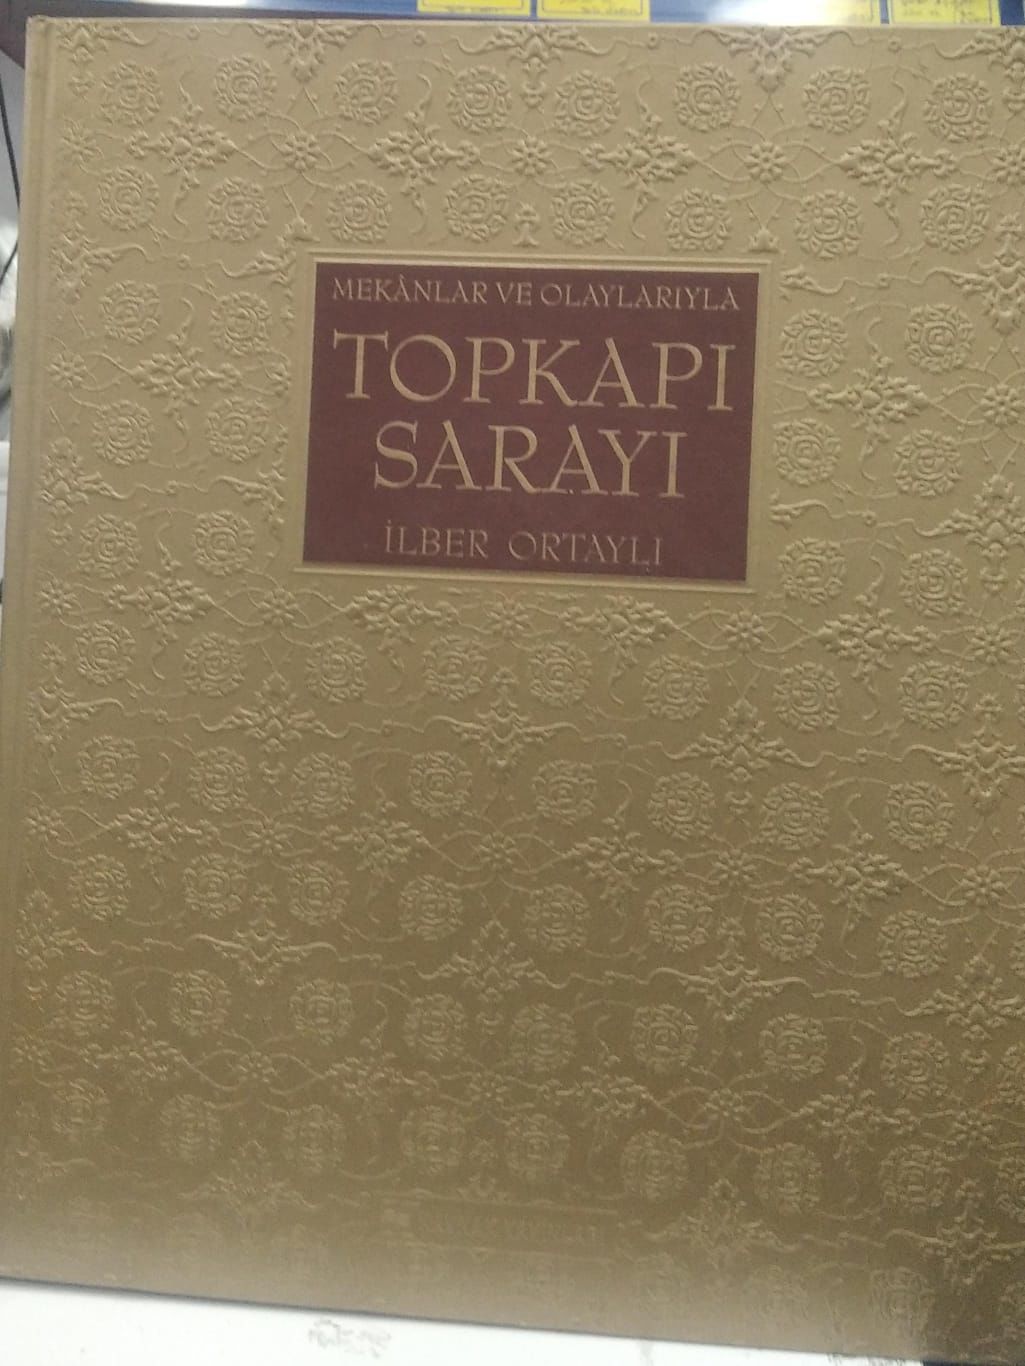 MEKÂNLAR VE OLAYLARIYLA
TOPKAPI
SARAYI
İLBER ORTAYLI